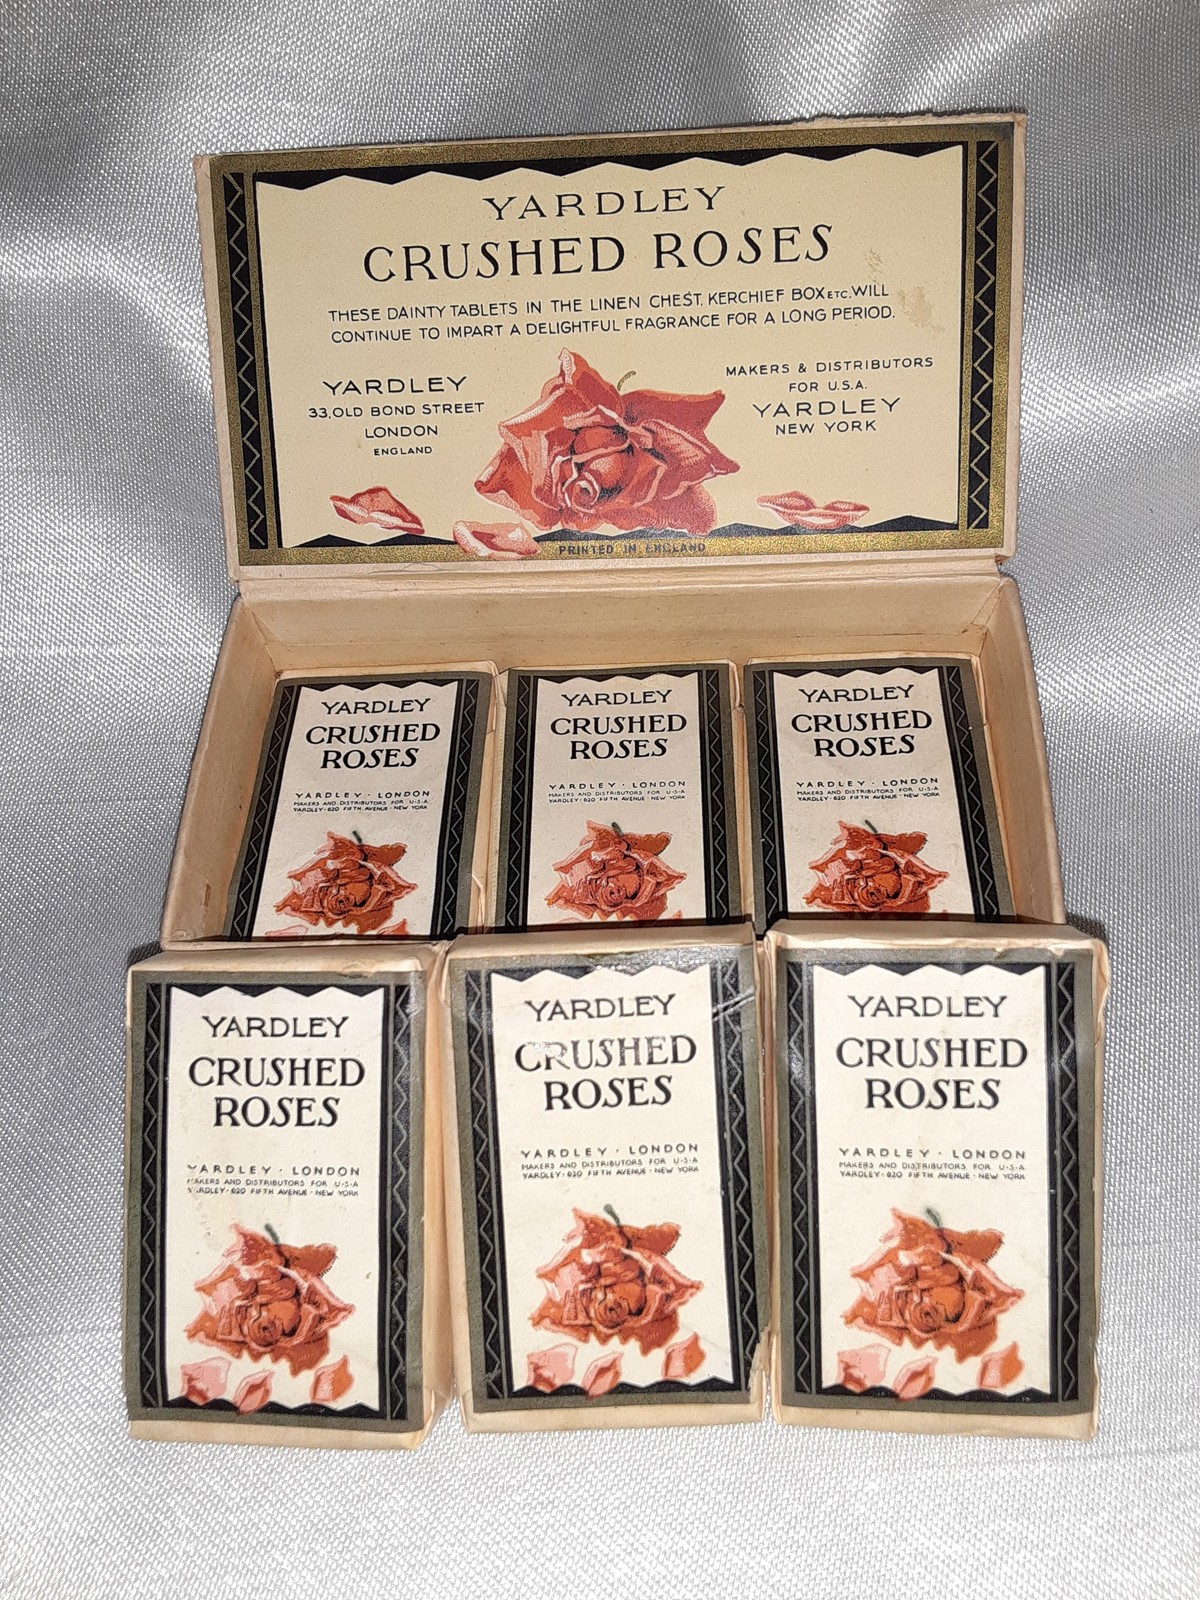 YARDLEY
CRUSHED ROSES
THESE DAINTY TABLETS IN THE LINEN CHEST, KERCHIEF BOX ETC. WILL
CONTINUE TO IMPART A DELIGHTFUL FRAGRANCE FOR A LONG PERIOD.
YARDLEY
33, OLD BOND STREET
LONDON
ENGLAND
MAKERS & DISTRIBUTORS
FOR U.S.A.
YARDLEY
NEW YORK
PRINTED IN ENGLAND
YARDLEY
CRUSHED
ROSES
YARDLEY · LONDON
MAKERS AND DISTRIBUTORS FOR U·S·A
YARDLEY · 620 FIFTH AVENUE · NEW YORK
YARDLEY
CRUSHED
ROSES
YARDLEY · LONDON
MAKERS AND DISTRIBUTORS FOR U·S·A
YARDLEY · 620 FIFTH AVENUE · NEW YORK
YARDLEY
CRUSHED
ROSES
YARDLEY · LONDON
MAKERS AND DISTRIBUTORS FOR U·S·A
YARDLEY · 620 FIFTH AVENUE · NEW YORK
YARDLEY
CRUSHED
ROSES
YARDLEY · LONDON
MAKERS AND DISTRIBUTORS FOR U·S·A
YARDLEY · 620 FIFTH AVENUE · NEW YORK
YARDLEY
CRUSHED
ROSES
YARDLEY · LONDON
MAKERS AND DISTRIBUTORS FOR U·S·A
YARDLEY · 620 FIFTH AVENUE · NEW YORK
YARDLEY
CRUSHED
ROSES
YARDLEY · LONDON
MAKERS AND DISTRIBUTORS FOR U·S·A
YARDLEY · 620 FIFTH AVENUE · NEW YORK